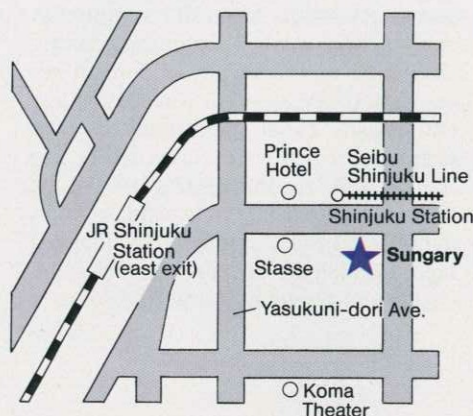 Prince
Hotel
Seibu
Shinjuku Line
Shinjuku Station
JR Shinjuku
Station
(east exit)
Stasse
Sungary
Yasukuni-dori Ave.
Koma
Theater